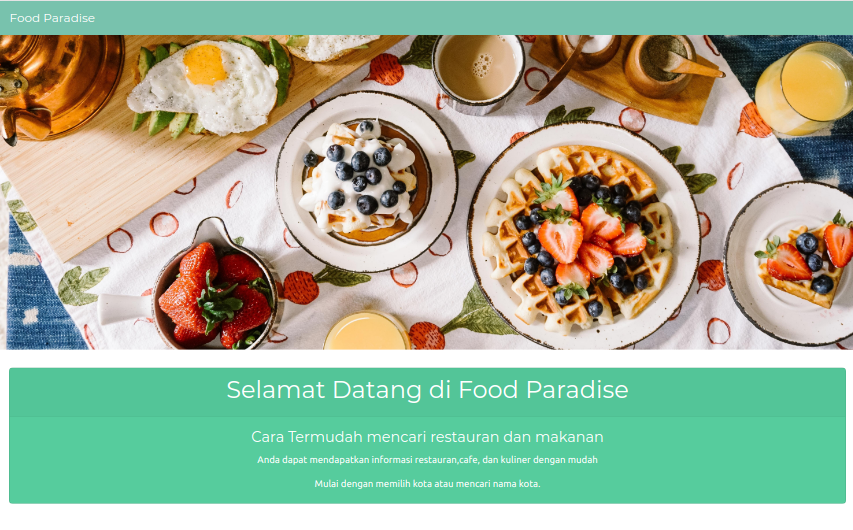 Food Paradise
Selamat Datang di Food Paradise
Cara Termudah mencari restauran dan makanan
Anda dapat mendapatkan informasi restauran,cafe, dan kuliner dengan mudah
Mulai dengan memilih kota atau mencari nama kota.